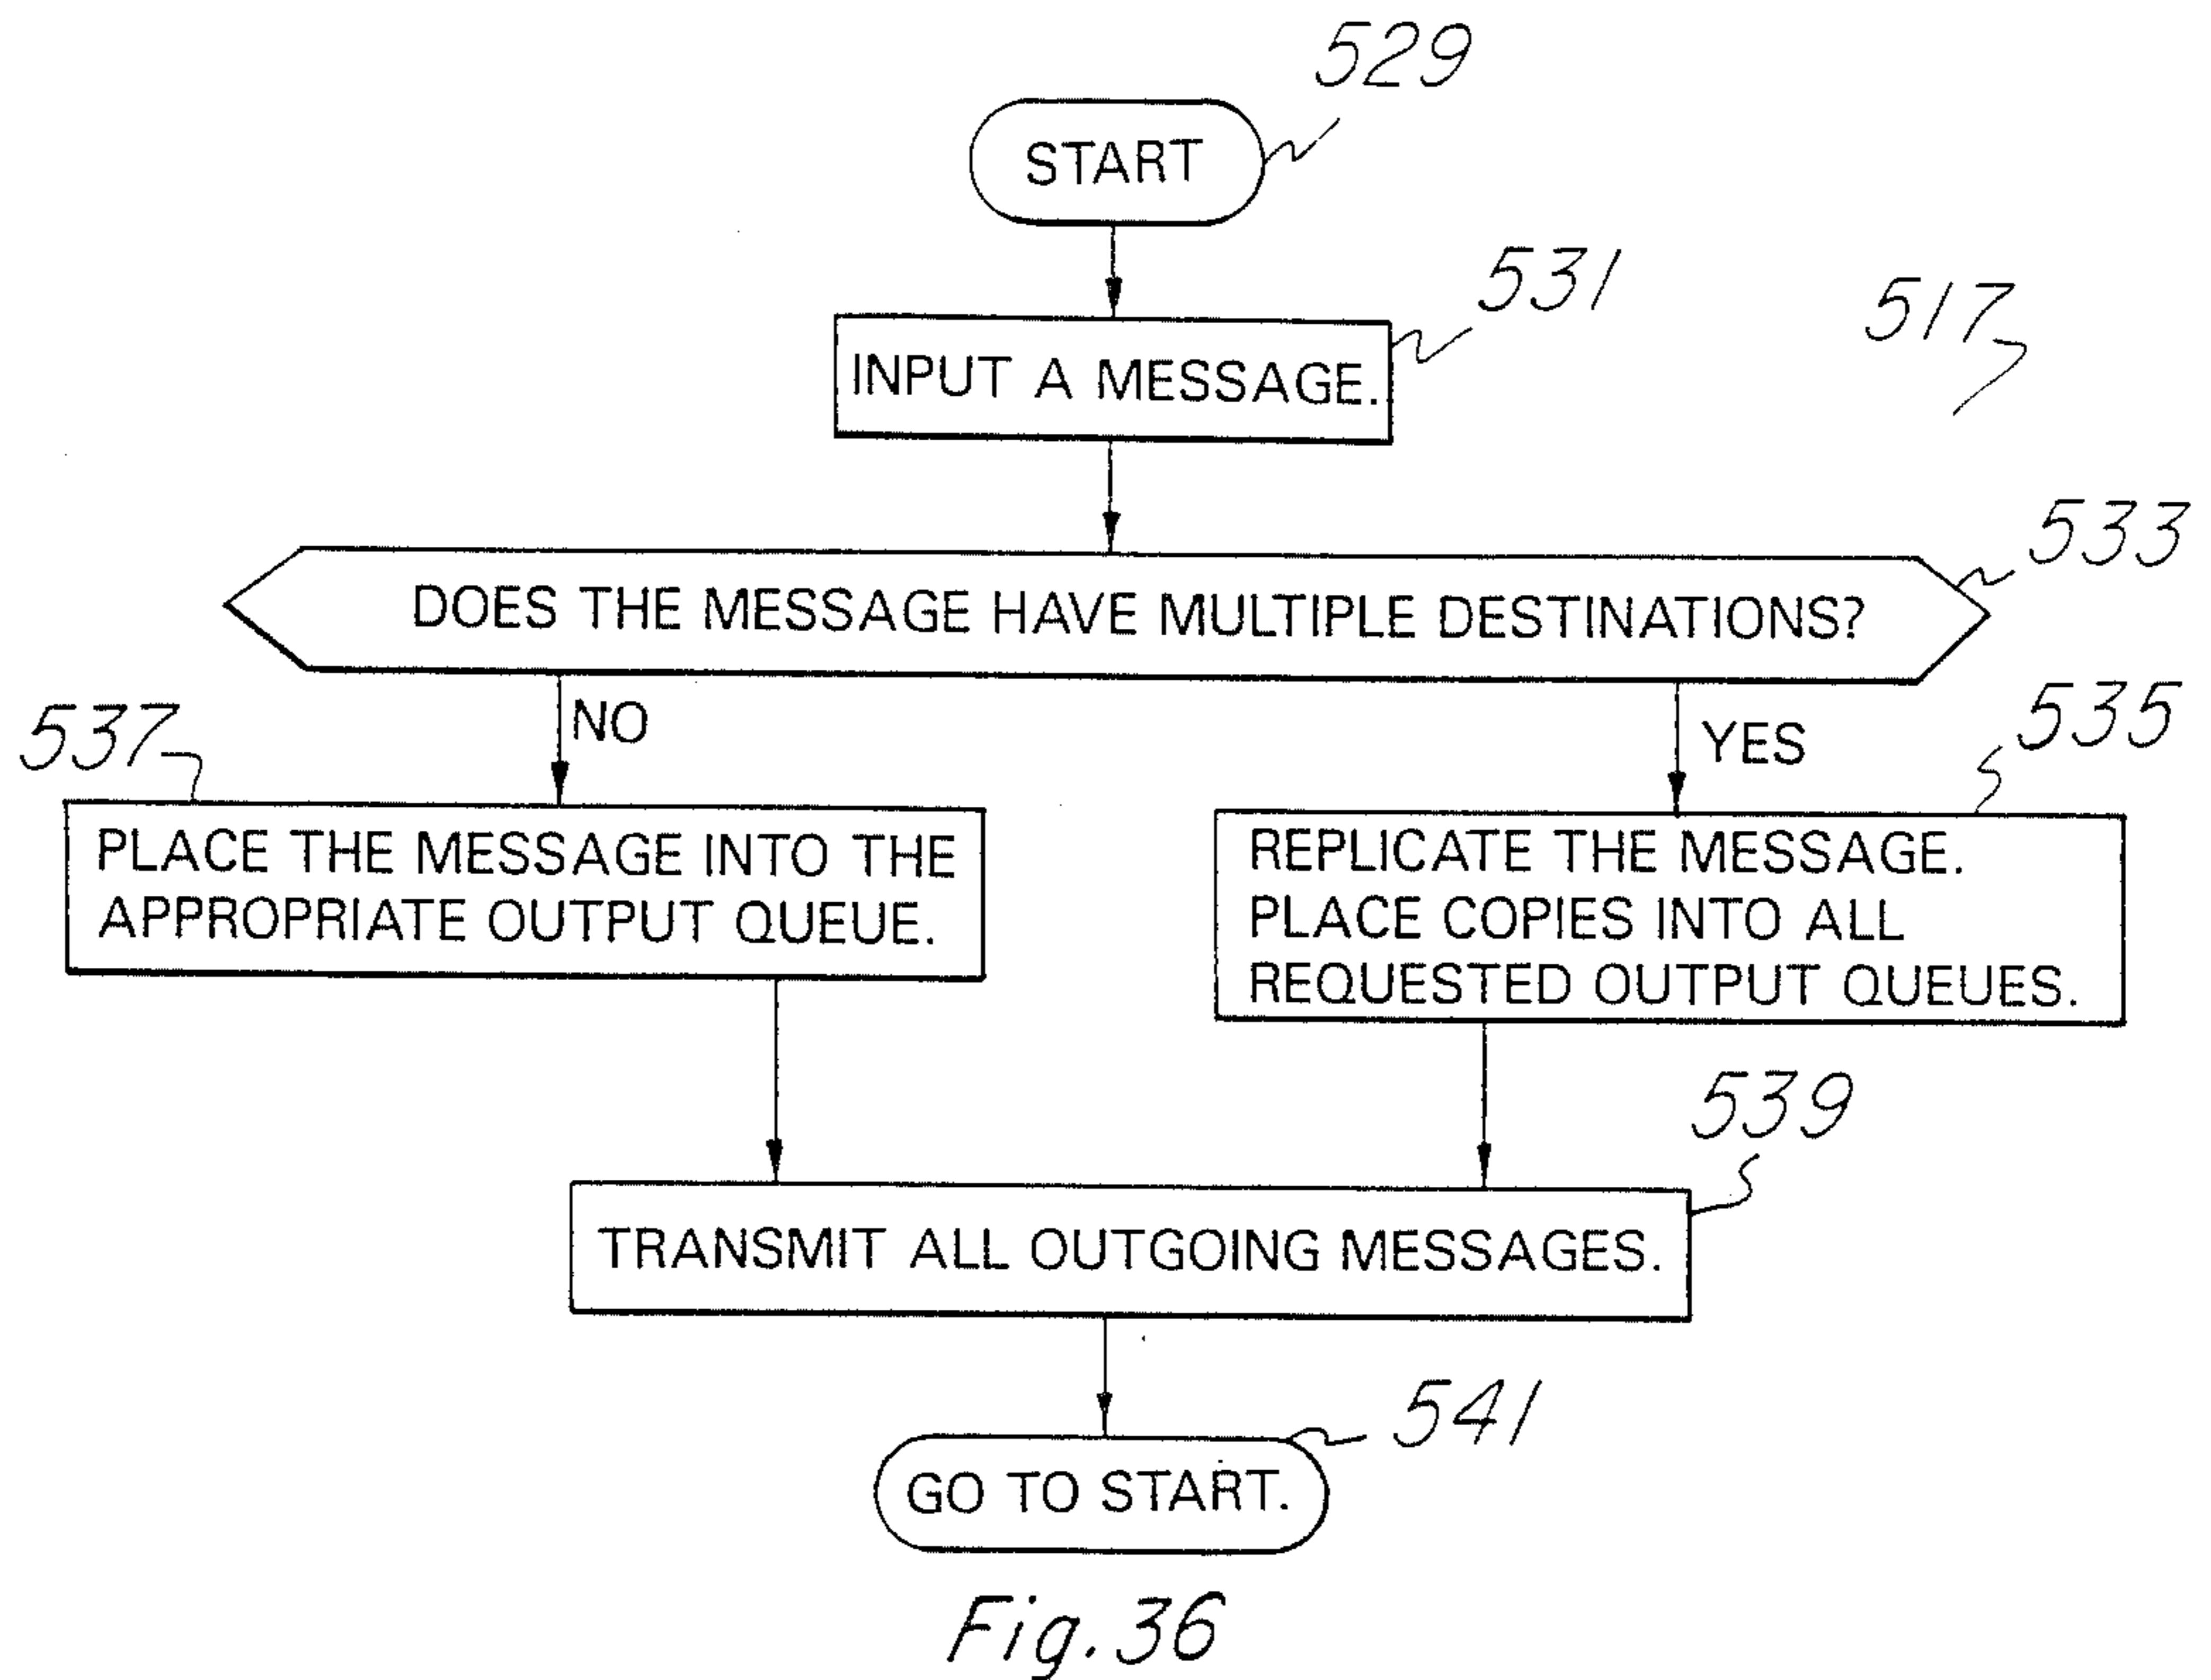 529
START
531
INPUT A MESSAGE.
517
533
DOES THE MESSAGE HAVE MULTIPLE DESTINATIONS?
537
NO
YES
535
PLACE THE MESSAGE INTO THE
APPROPRIATE OUTPUT QUEUE.
REPLICATE THE MESSAGE.
PLACE COPIES INTO ALL
REQUESTED OUTPUT QUEUES.
539
TRANSMIT ALL OUTGOING MESSAGES.
541
GO TO START.
Fig. 36